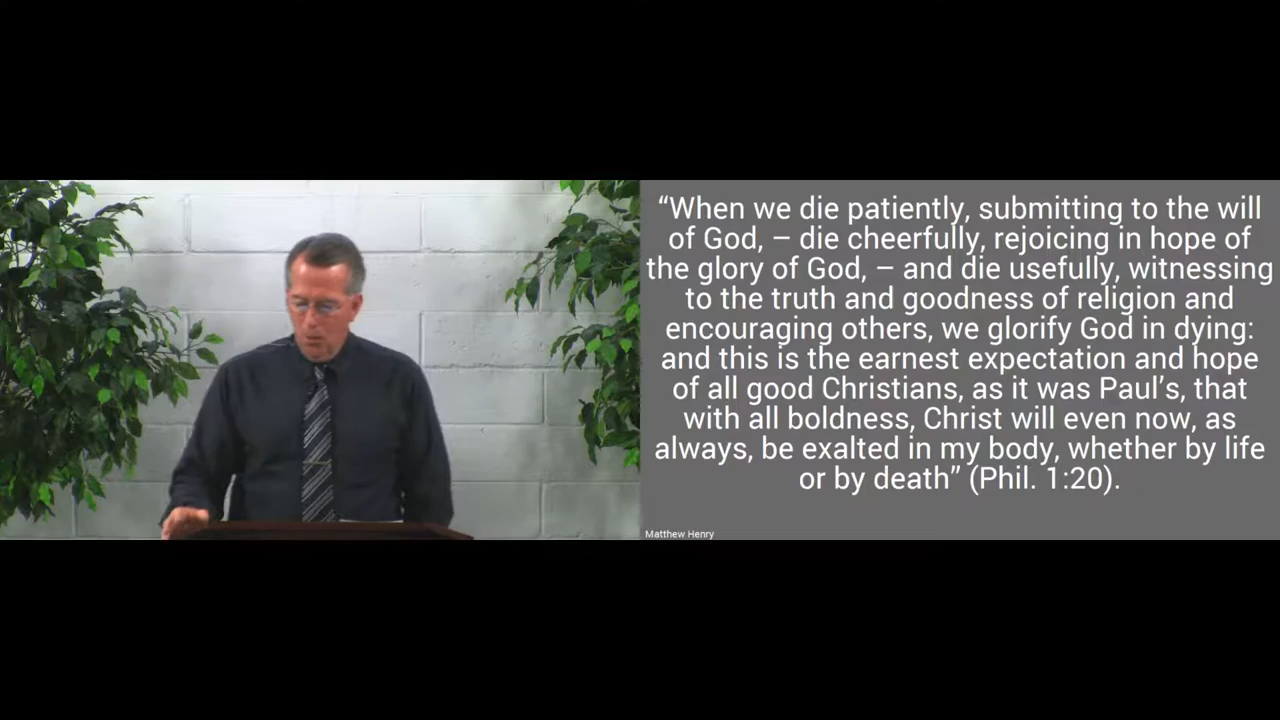 “When we die patiently, submitting to the will
of God, – die cheerfully, rejoicing in hope of
the glory of God, – and die usefully, witnessing
to the truth and goodness of religion and
encouraging others, we glorify God in dying:
and this is the earnest expectation and hope
of all good Christians, as it was Paul’s, that
with all boldness, Christ will even now, as
always, be exalted in my body, whether by life
or by death” (Phil. 1:20).
Matthew Henry